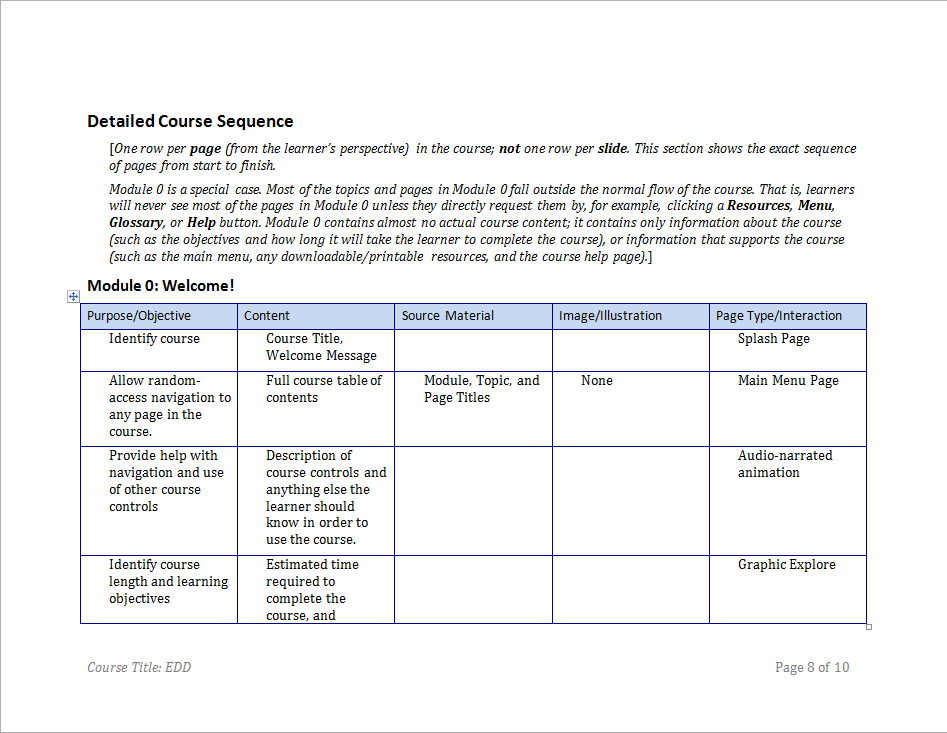 Detailed Course Sequence
[One row per page (from the learner's perspective) in the course; not one row per slide. This section shows the exact sequence
of pages from start to finish.
Module 0 is a special case. Most of the topics and pages in Module 0 fall outside the normal flow of the course. That is, learners
will never see most of the pages in Module 0 unless they directly request them by, for example, clicking a Resources, Menu,
Glossary, or Help button. Module 0 contains almost no actual course content; it contains only information about the course
(such as the objectives and how long it will take the learner to complete the course), or information that supports the course
(such as the main menu, any downloadable/printable resources, and the course help page).]
Module 0: Welcome!
Purpose/Objective
Content
Source Material
Image/Illustration
Page Type/Interaction
Identify course
Course Title,
Welcome Message
Splash Page
Allow random-
access navigation to
any page in the
course.
Full course table of
contents
Module, Topic, and
Page Titles
None
Main Menu Page
Provide help with
navigation and use
of other course
controls
Description of
course controls and
anything else the
learner should
know in order to
use the course.
Audio-narrated
animation
Identify course
length and learning
objectives
Estimated time
required to
complete the
course, and
Graphic Explore
Course Title: EDD
Page 8 of 10